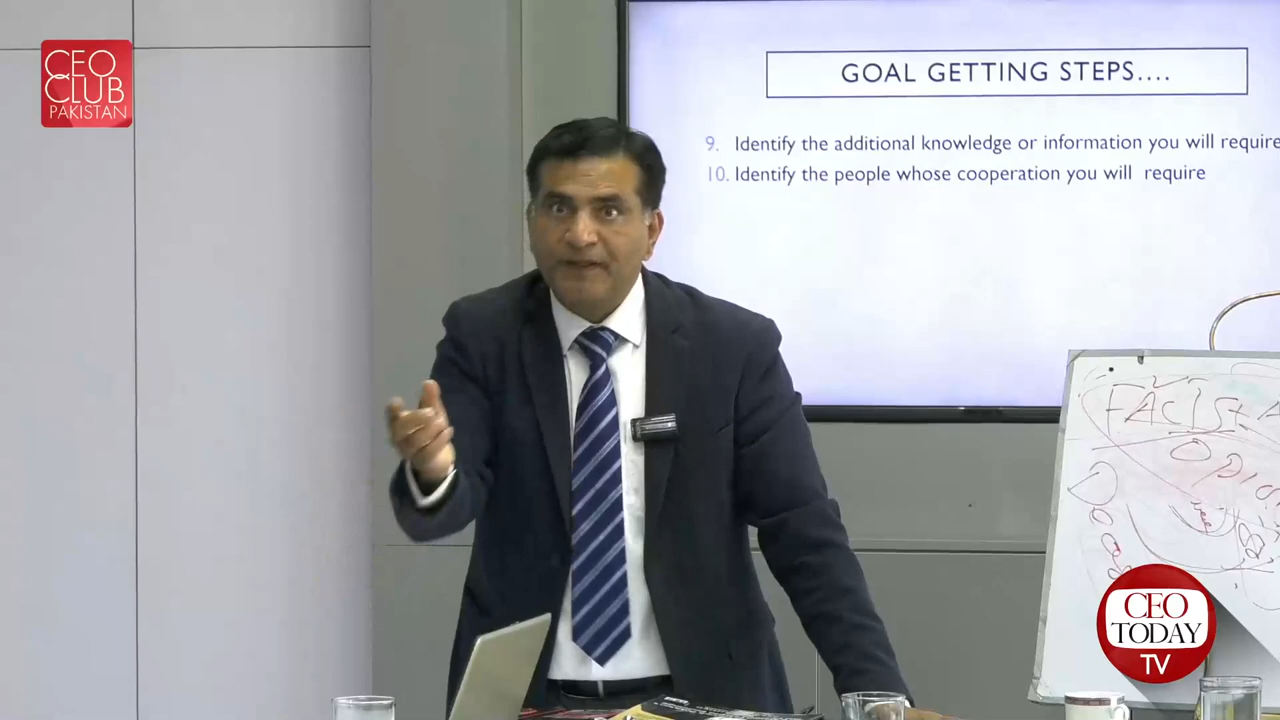 CEO
CLUB
PAKISTAN
GOAL GETTING STEPS....
9. Identify the additional knowledge or information you will require
10. Identify the people whose cooperation you will require
FACTS
CEO
TODAY
TV